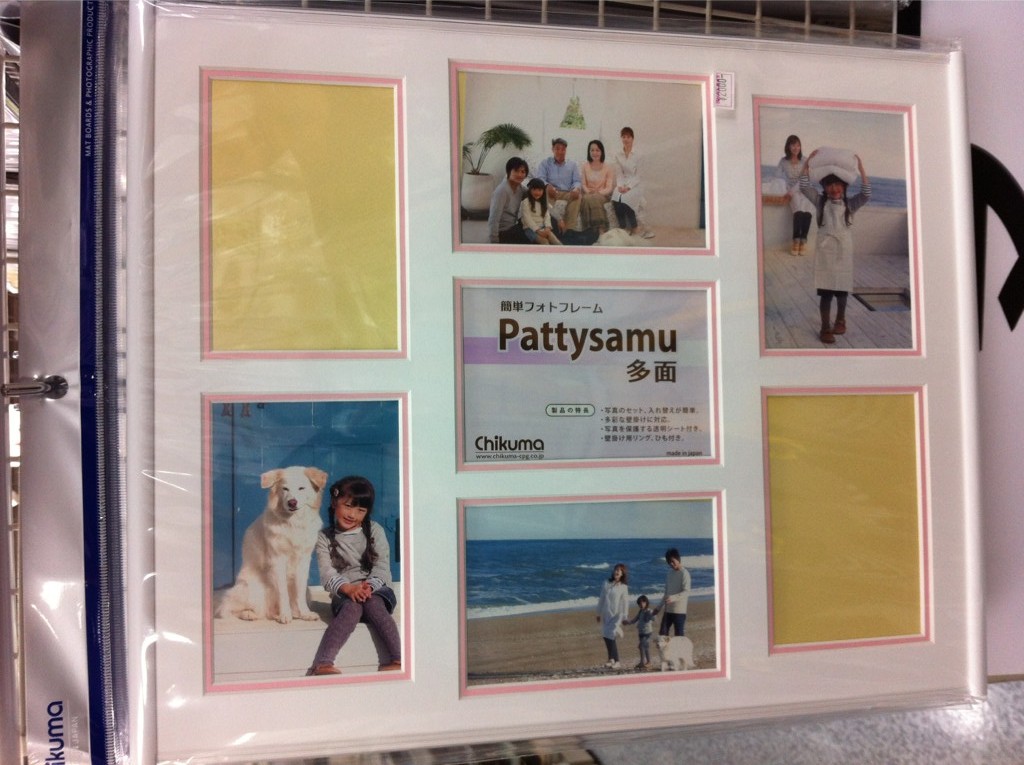 簡単フォトフレーム
Pattysamu
多面
製品の特長
・写真のセット、入れ替えが簡単。
・多彩な壁掛けに対応。
・写真を保護する透明シート付き。
・壁掛け用リング、ひも付き。
Chikuma
www.chikuma-cpg.co.jp
made in japan
MAT BOARDS & PHOTOGRAPHIC PRODUCT
ikuma
JAPAN